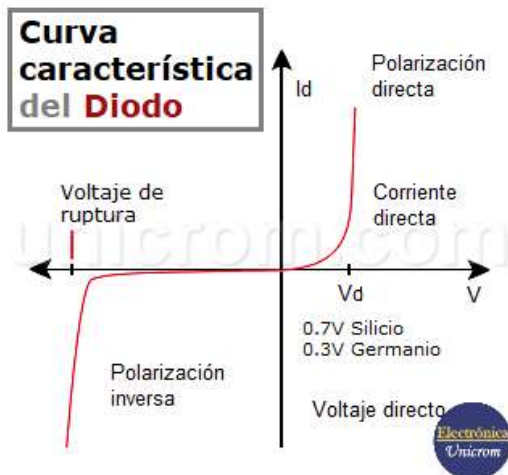 Curva
característica
del Diodo
Id
Polarización
directa
Voltaje de
ruptura
Corriente
directa
unicrom.com
Vd
V
0.7V Silicio
0.3V Germanio
Polarización
inversa
Voltaje directo
Electrónica
Unicrom